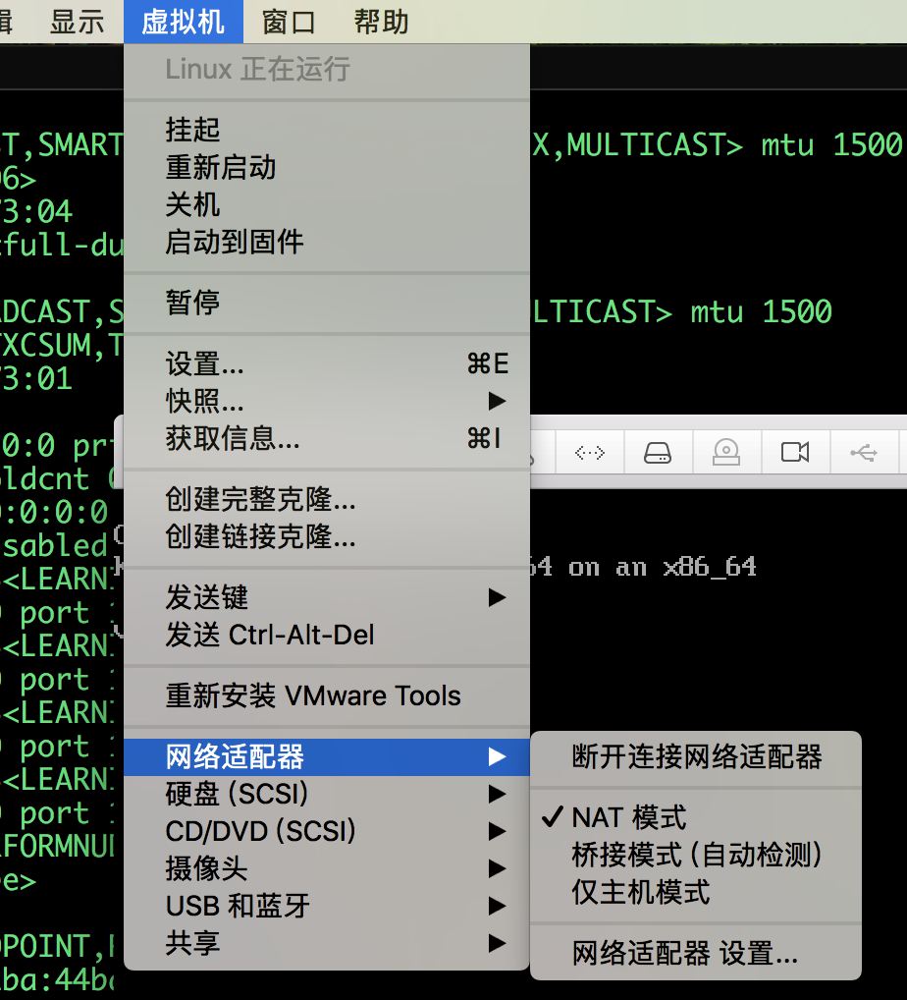 显示 虚拟机 窗口 帮助
Linux 正在运行
挂起
T,SMART X,MULTICAST> mtu 1500
重新启动
6>
关机
3:04
启动到固件
full-du
暂停
DCAST,S LTICAST> mtu 1500
XCSUM,T
设置... ⌘E
3:01
快照...
获取信息... ⌘I
0:0 pri
ldcnt
创建完整克隆...
:0:0:0
创建链接克隆...
sabled
64 on an x86_64
<LEARN
发送键
port
发送 Ctrl-Alt-Del
<LEARN
port
重新安装 VMware Tools
<LEARN
port
网络适配器
<LEARN
硬盘 (SCSI)
port
CD/DVD (SCSI)
FORMNU
摄像头
e>
USB 和蓝牙
共享
POINT,
ba:44b
断开连接网络适配器
✓ NAT 模式
桥接模式 (自动检测)
仅主机模式
网络适配器 设置...